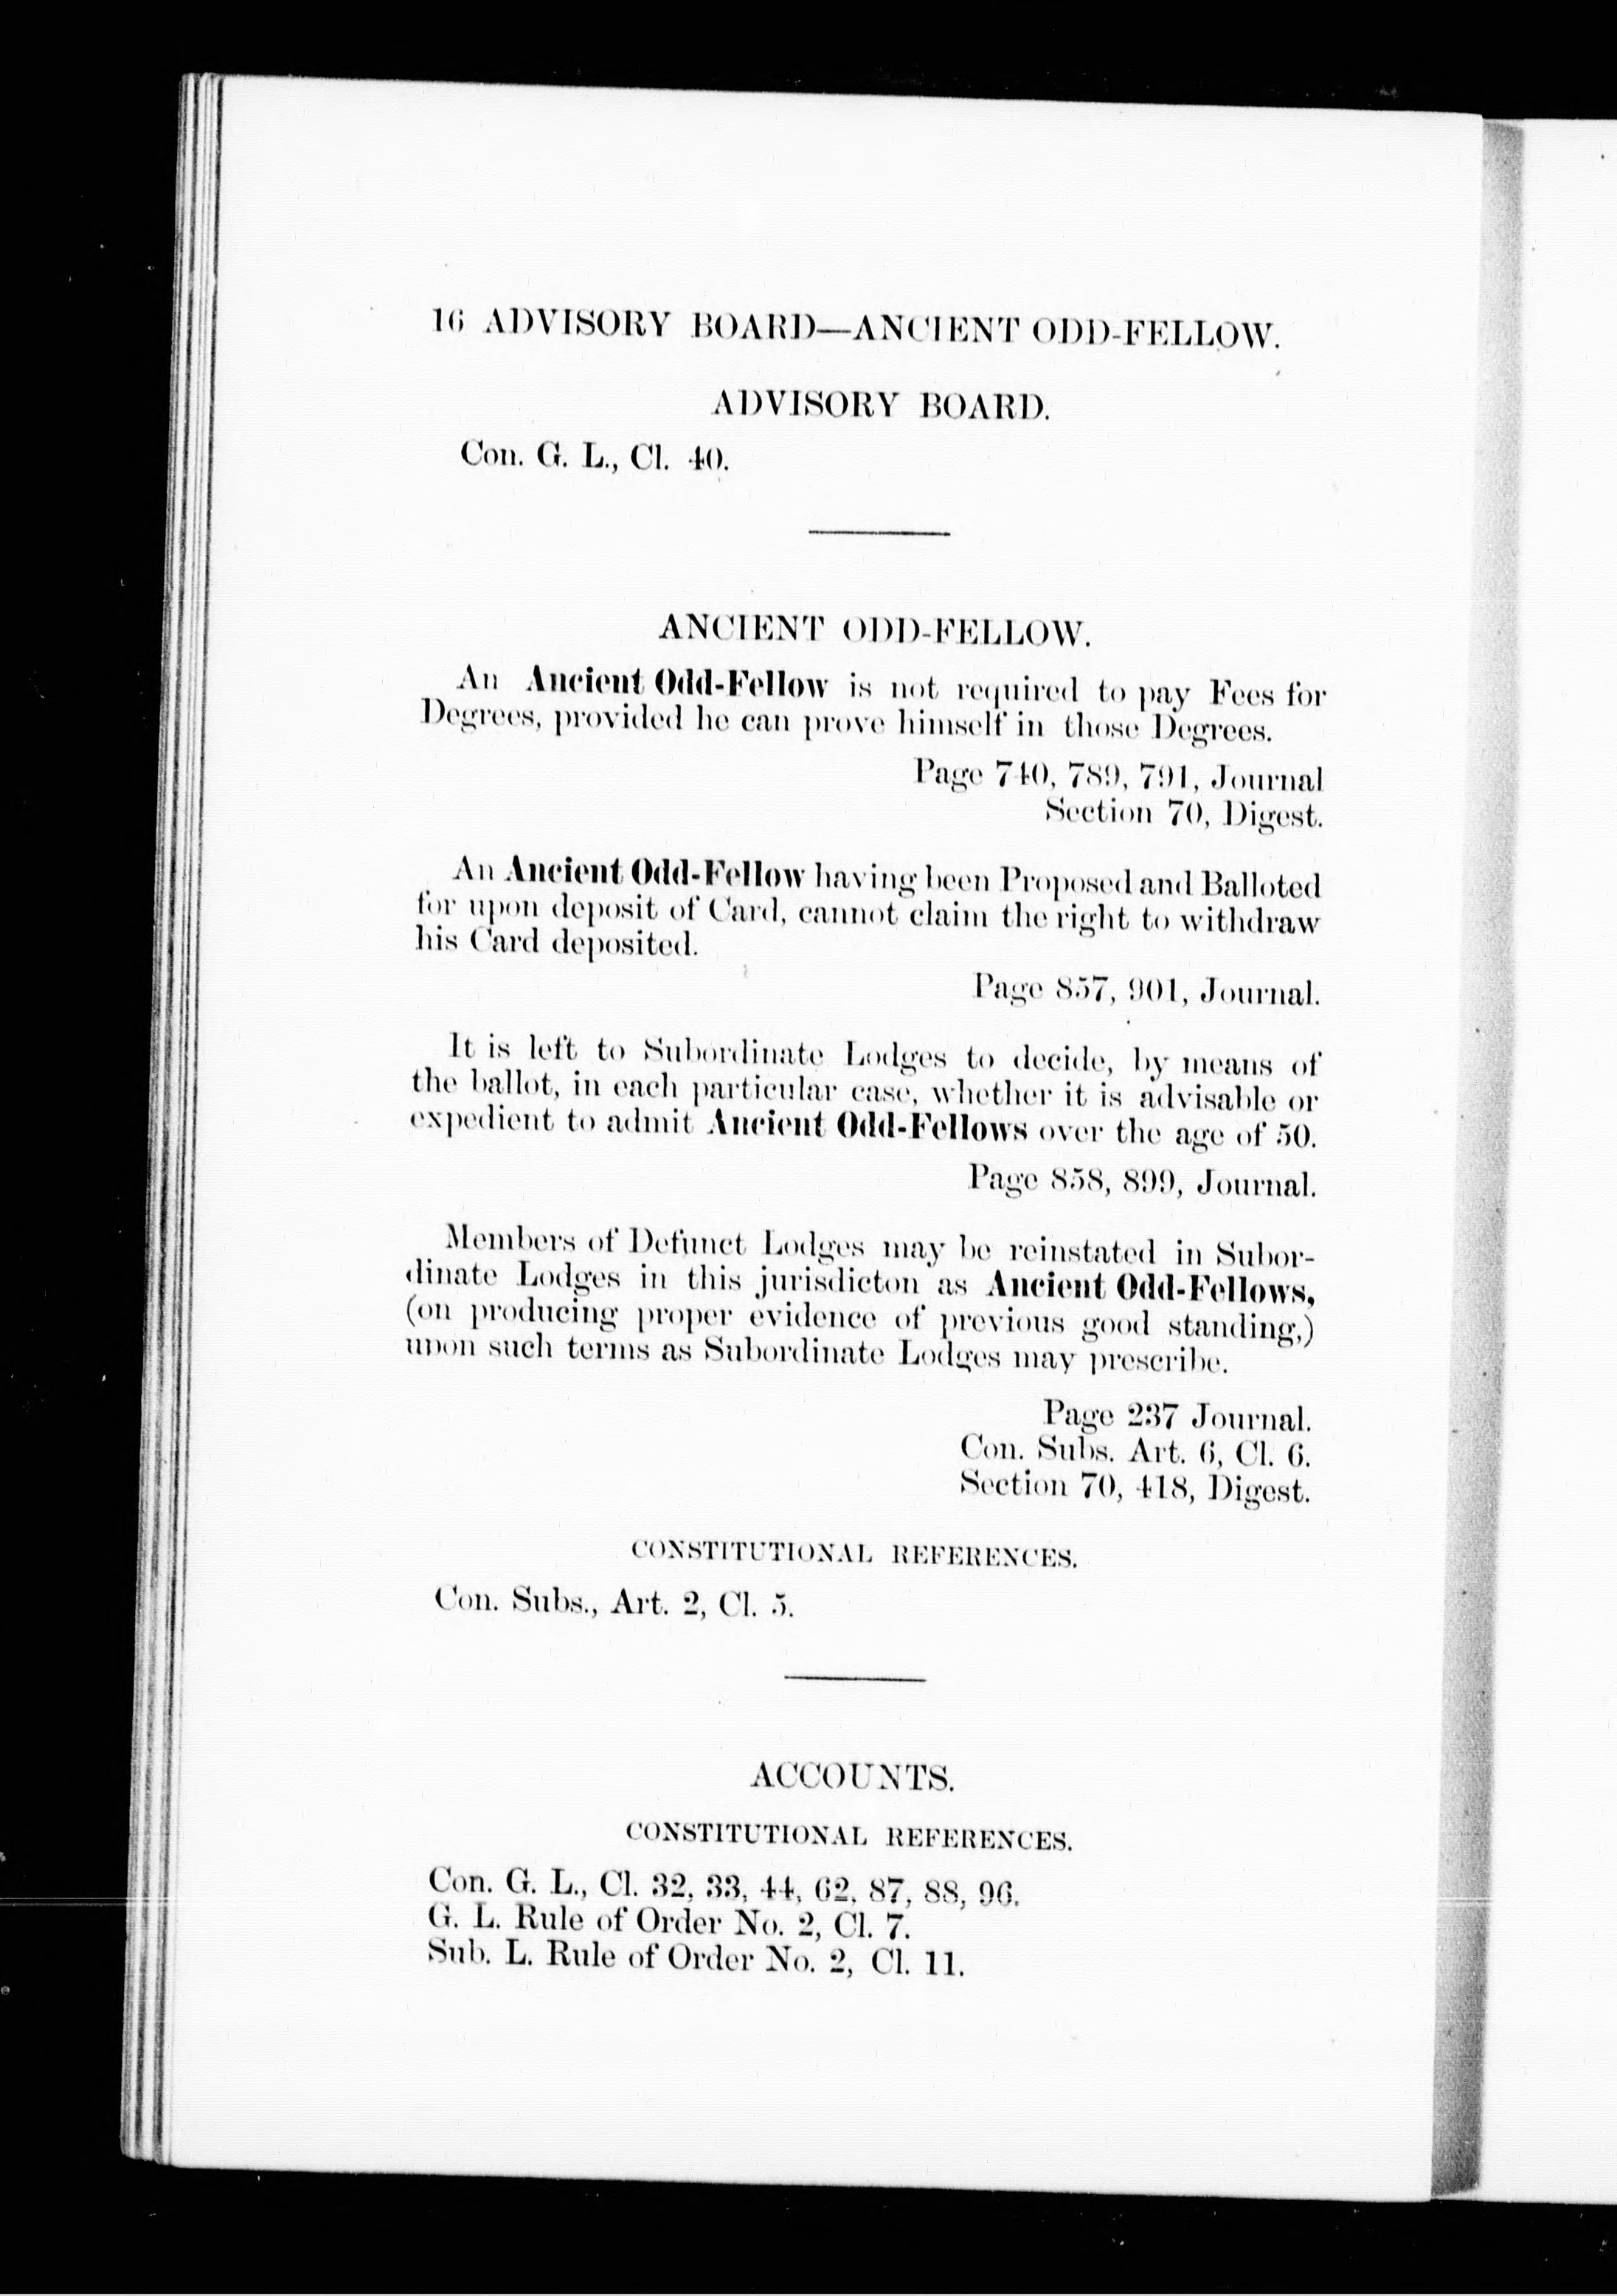 16 ADVISORY BOARD—ANCIENT ODD-FELLOW.
ADVISORY BOARD.
Con. G. L., Cl. 40.
ANCIENT ODD-FELLOW.
An Ancient Odd-Fellow is not required to pay Fees for
Degrees, provided he can prove himself in those Degrees.
Page 740, 789, 791, Journal
Section 70, Digest.
An Ancient Odd-Fellow having been Proposed and Balloted
for upon deposit of Card, cannot claim the right to withdraw
his Card deposited.
Page 857, 901, Journal.
It is left to Subordinate Lodges to decide, by means of
the ballot, in each particular case, whether it is advisable or
expedient to admit Ancient Odd-Fellows over the age of 50.
Page 858, 899, Journal.
Members of Defunct Lodges may be reinstated in Subor-
dinate Lodges in this jurisdicton as Ancient Odd-Fellows,
(on producing proper evidence of previous good standing,)
upon such terms as Subordinate Lodges may prescribe.
Page 237 Journal.
Con. Subs. Art. 6, Cl. 6.
Section 70, 418, Digest.
CONSTITUTIONAL REFERENCES.
Con. Subs., Art. 2, Cl. 5.
ACCOUNTS.
CONSTITUTIONAL REFERENCES.
Con. G. L., Cl. 32, 33, 44, 62, 87, 88, 96.
G. L. Rule of Order No. 2, Cl. 7.
Sub. L. Rule of Order No. 2, Cl. 11.